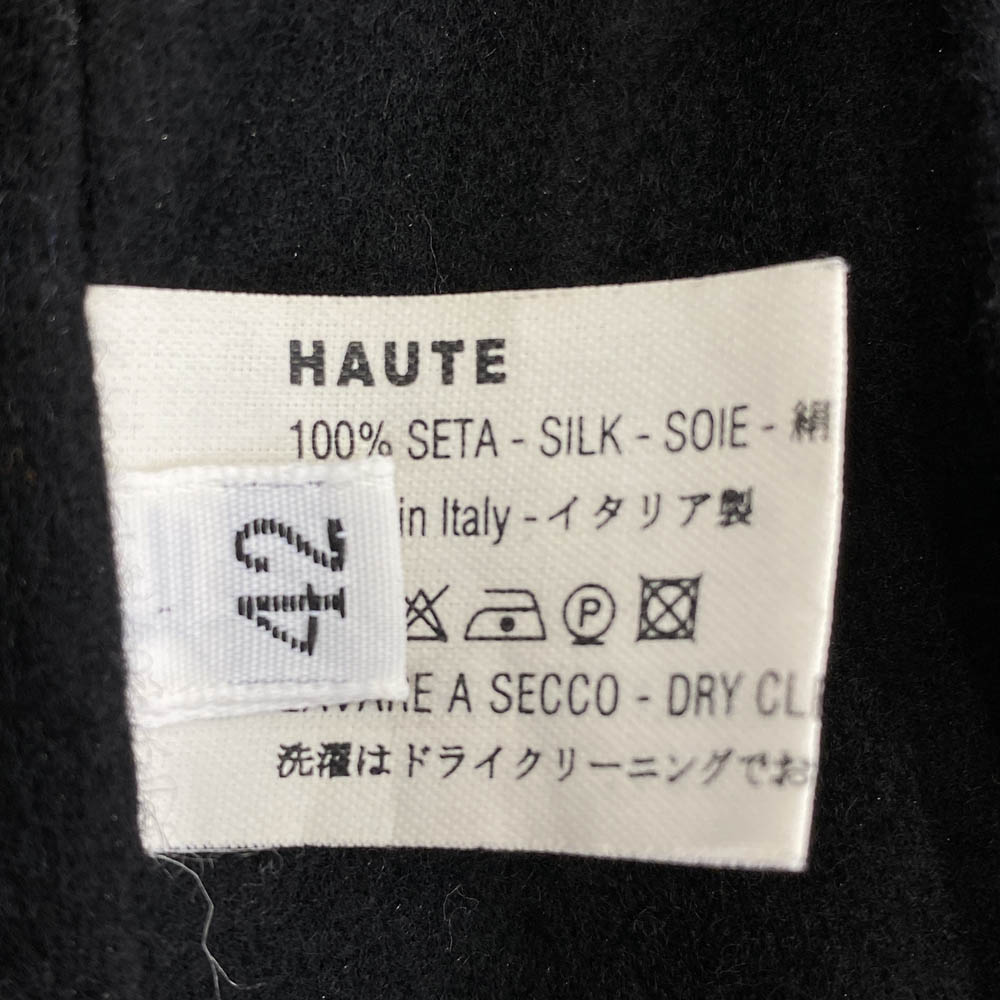 HAUTE
100% SETA - SILK - SOIE - 絹
in Italy - イタリア製
42
P
A SECCO - DRY
洗濯はドライクリーニングでお